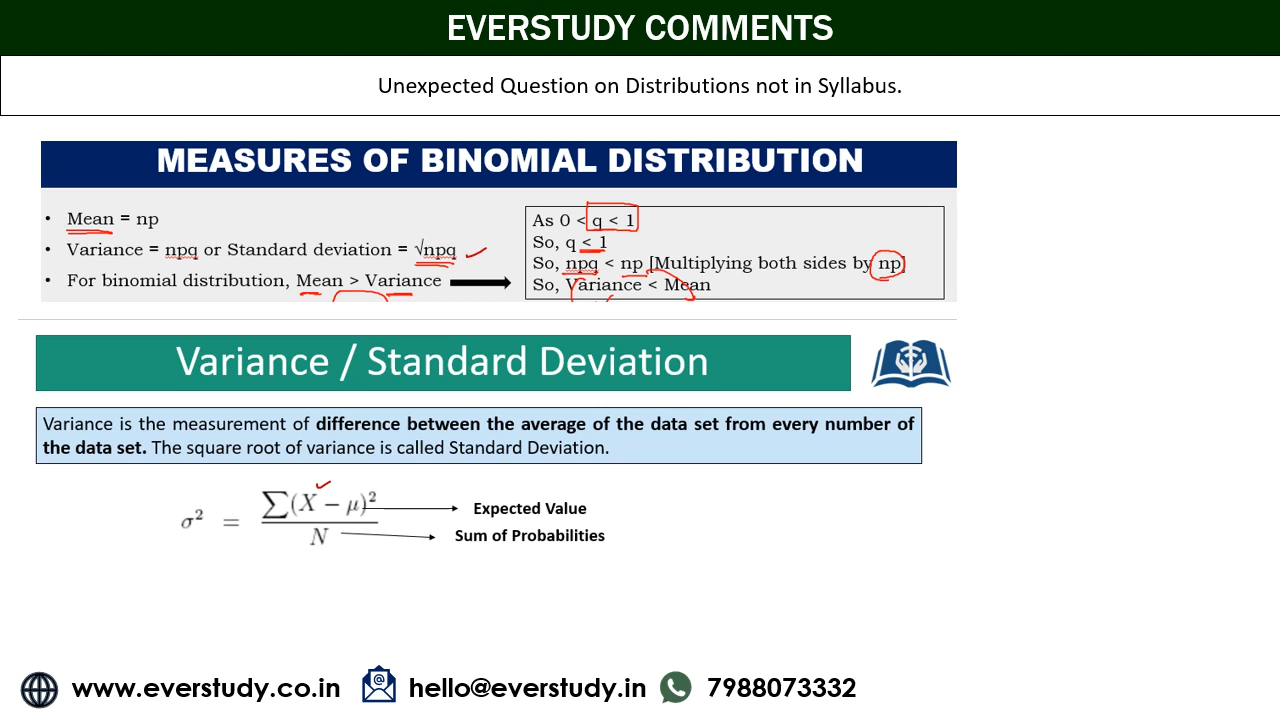 EVERSTUDY COMMENTS
Unexpected Question on Distributions not in Syllabus.
MEASURES OF BINOMIAL DISTRIBUTION
• Mean = np
• Variance = npq or Standard deviation = √npq
• For binomial distribution, Mean > Variance
As 0 < q < 1
So, q < 1
So, npq < np [Multiplying both sides by np]
So, Variance < Mean
Variance / Standard Deviation
Variance is the measurement of difference between the average of the data set from every number of
the data set. The square root of variance is called Standard Deviation.
σ² = ∑(X − μ)² / N
Expected Value
Sum of Probabilities
www.everstudy.co.in hello@everstudy.in 7988073332